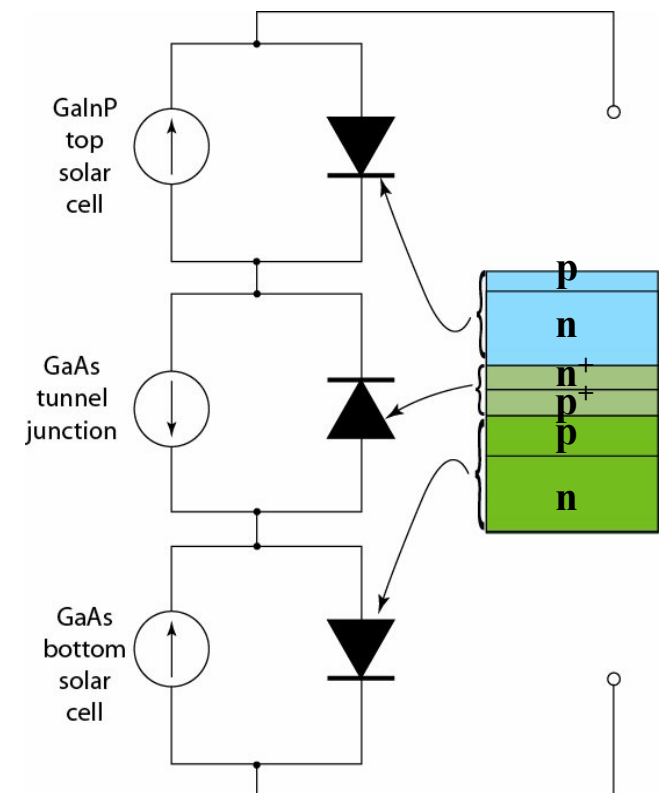 GaInP
top
solar
cell
p
n
GaAs
tunnel
junction
n+
p+
p
n
GaAs
bottom
solar
cell